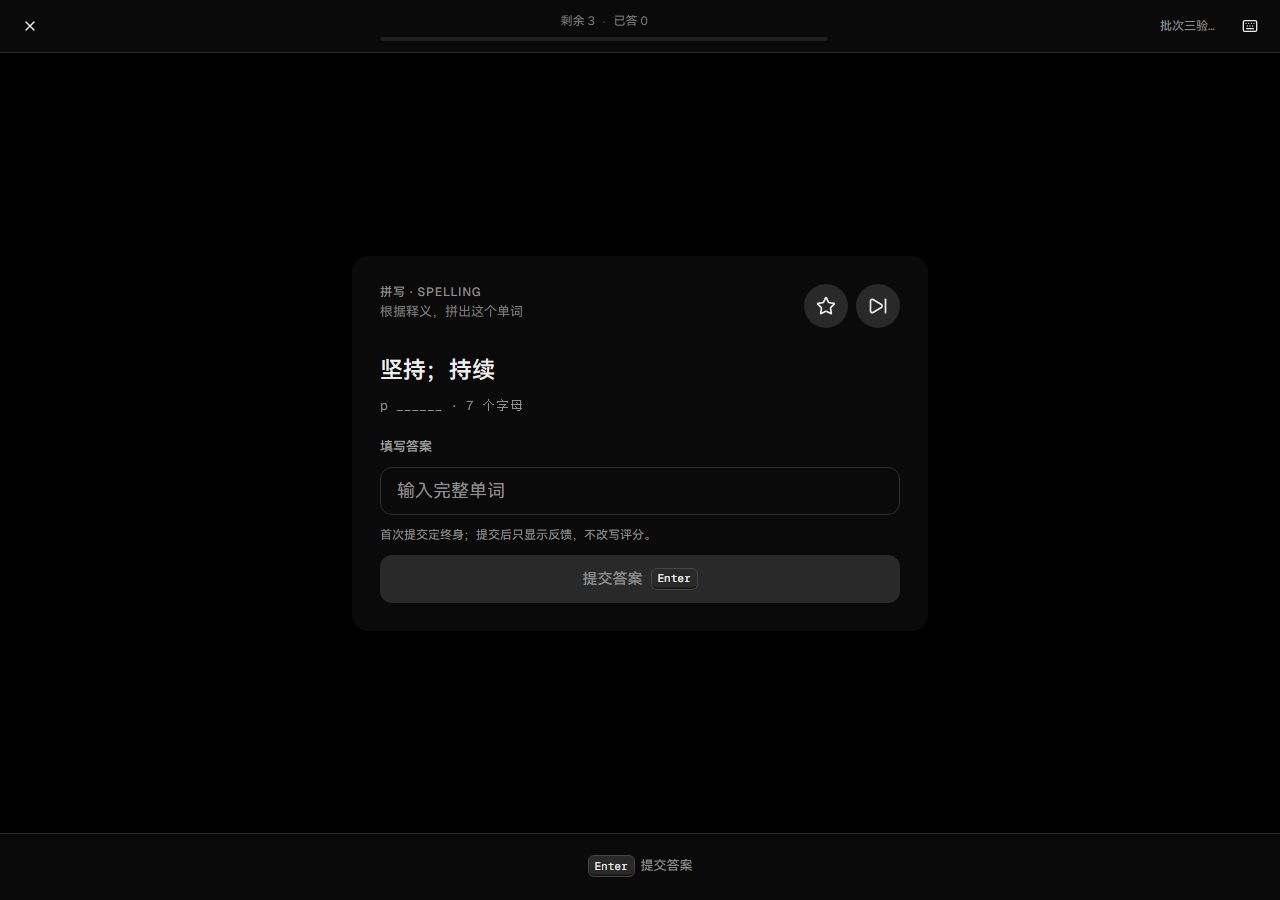 剩余 3 · 已答 0
批次三验…
拼写 · SPELLING
根据释义，拼出这个单词
坚持；持续
p ______ · 7 个字母
填写答案
输入完整单词
首次提交定终身；提交后只显示反馈，不改写评分。
提交答案 Enter
Enter 提交答案